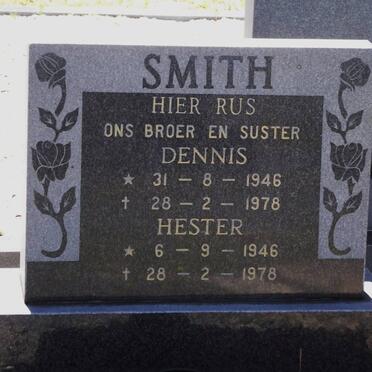 SMITH
HIER RUS
ONS BROER EN SUSTER
DENNIS
★ 31 – 8 – 1946
† 28 – 2 – 1978
HESTER
★ 6 – 9 – 1946
† 28 – 2 – 1978